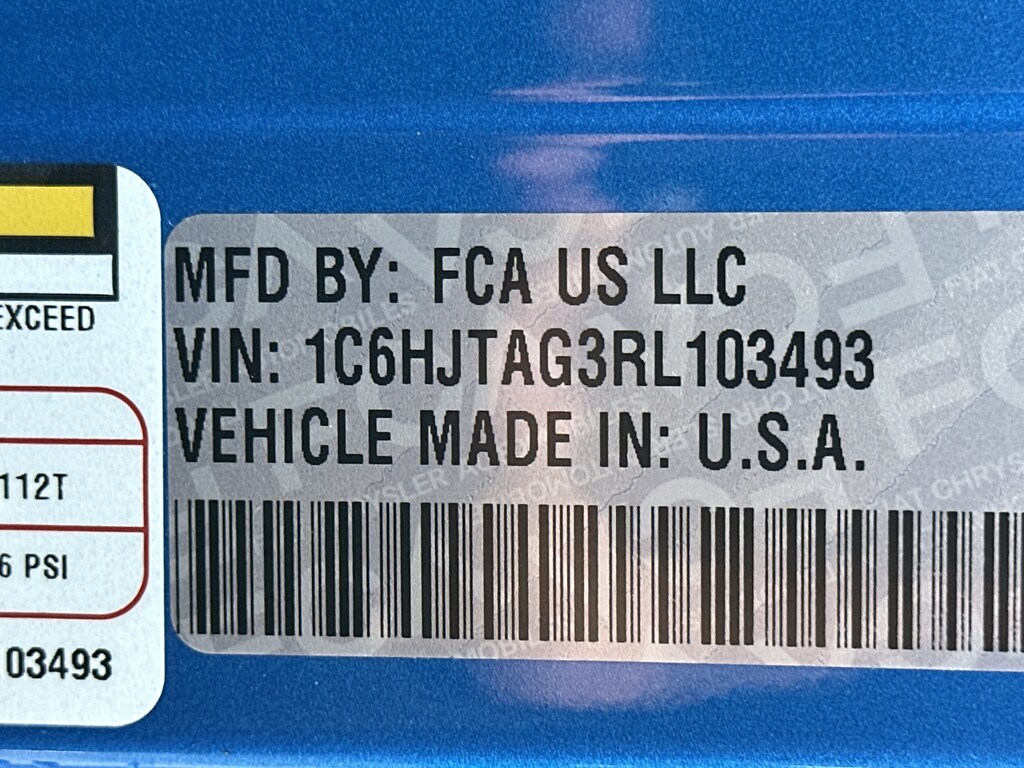 MFD BY: FCA US LLC
VIN: 1C6HJTAG3RL103493
VEHICLE MADE IN: U.S.A.
EXCEED
112T
6 PSI
03493